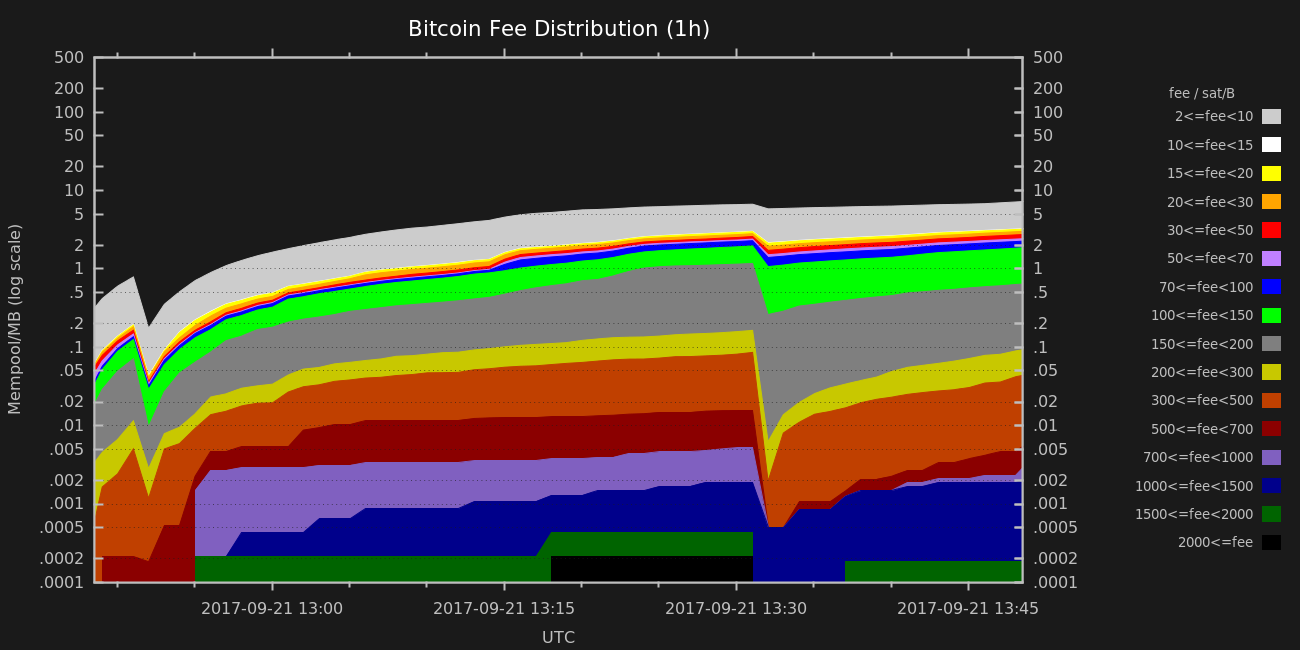 Bitcoin Fee Distribution (1h)
500 500
200 200
100 100
50 50
20 20
10 10
5 5
2 2
1 1
.5 .5
.2 .2
.1 .1
.05 .05
.02 .02
.01 .01
.005 .005
.002 .002
.001 .001
.0005 .0005
.0002 .0002
.0001 .0001
Mempool/MB (log scale)
2017-09-21 13:00 2017-09-21 13:15 2017-09-21 13:30 2017-09-21 13:45
UTC
fee / sat/B
2<=fee<10
10<=fee<15
15<=fee<20
20<=fee<30
30<=fee<50
50<=fee<70
70<=fee<100
100<=fee<150
150<=fee<200
200<=fee<300
300<=fee<500
500<=fee<700
700<=fee<1000
1000<=fee<1500
1500<=fee<2000
2000<=fee